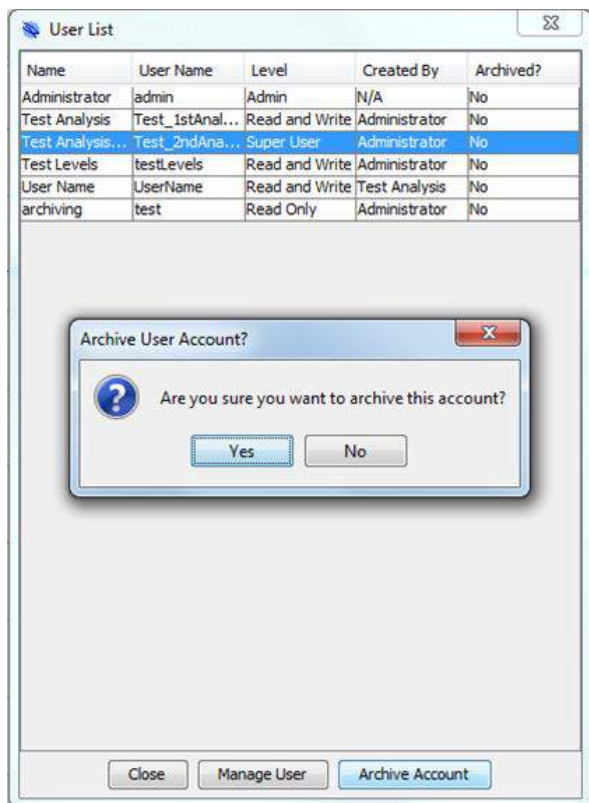 User List
Name User Name Level Created By Archived?
Administrator admin Admin N/A No
Test Analysis Test_1stAnal... Read and Write Administrator No
Test Analysis... Test_2ndAna... Super User Administrator No
Test Levels testLevels Read and Write Administrator No
User Name UserName Read and Write Test Analysis No
archiving test Read Only Administrator No
Archive User Account?
Are you sure you want to archive this account?
Yes No
Close Manage User Archive Account